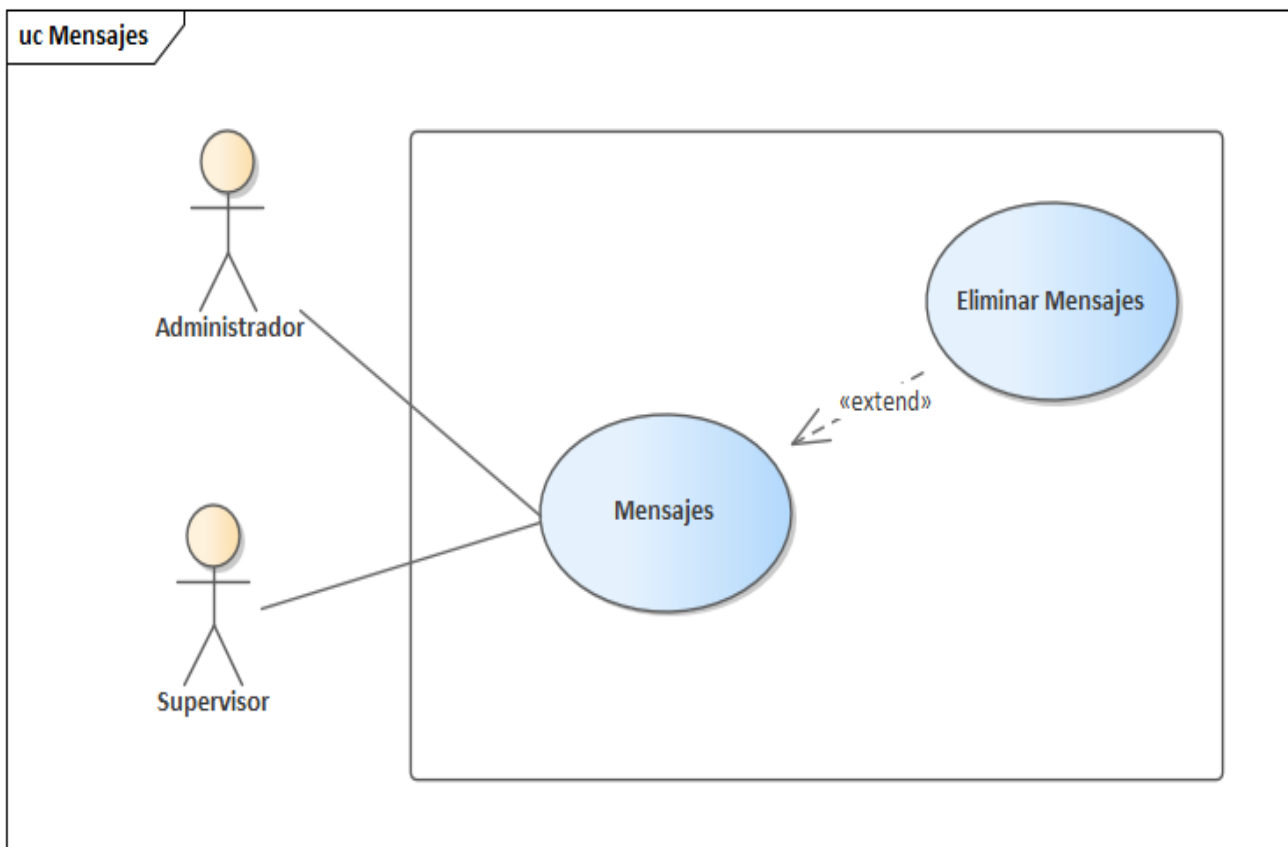 uc Mensajes
Administrador
Eliminar Mensajes
«extend»
Mensajes
Supervisor